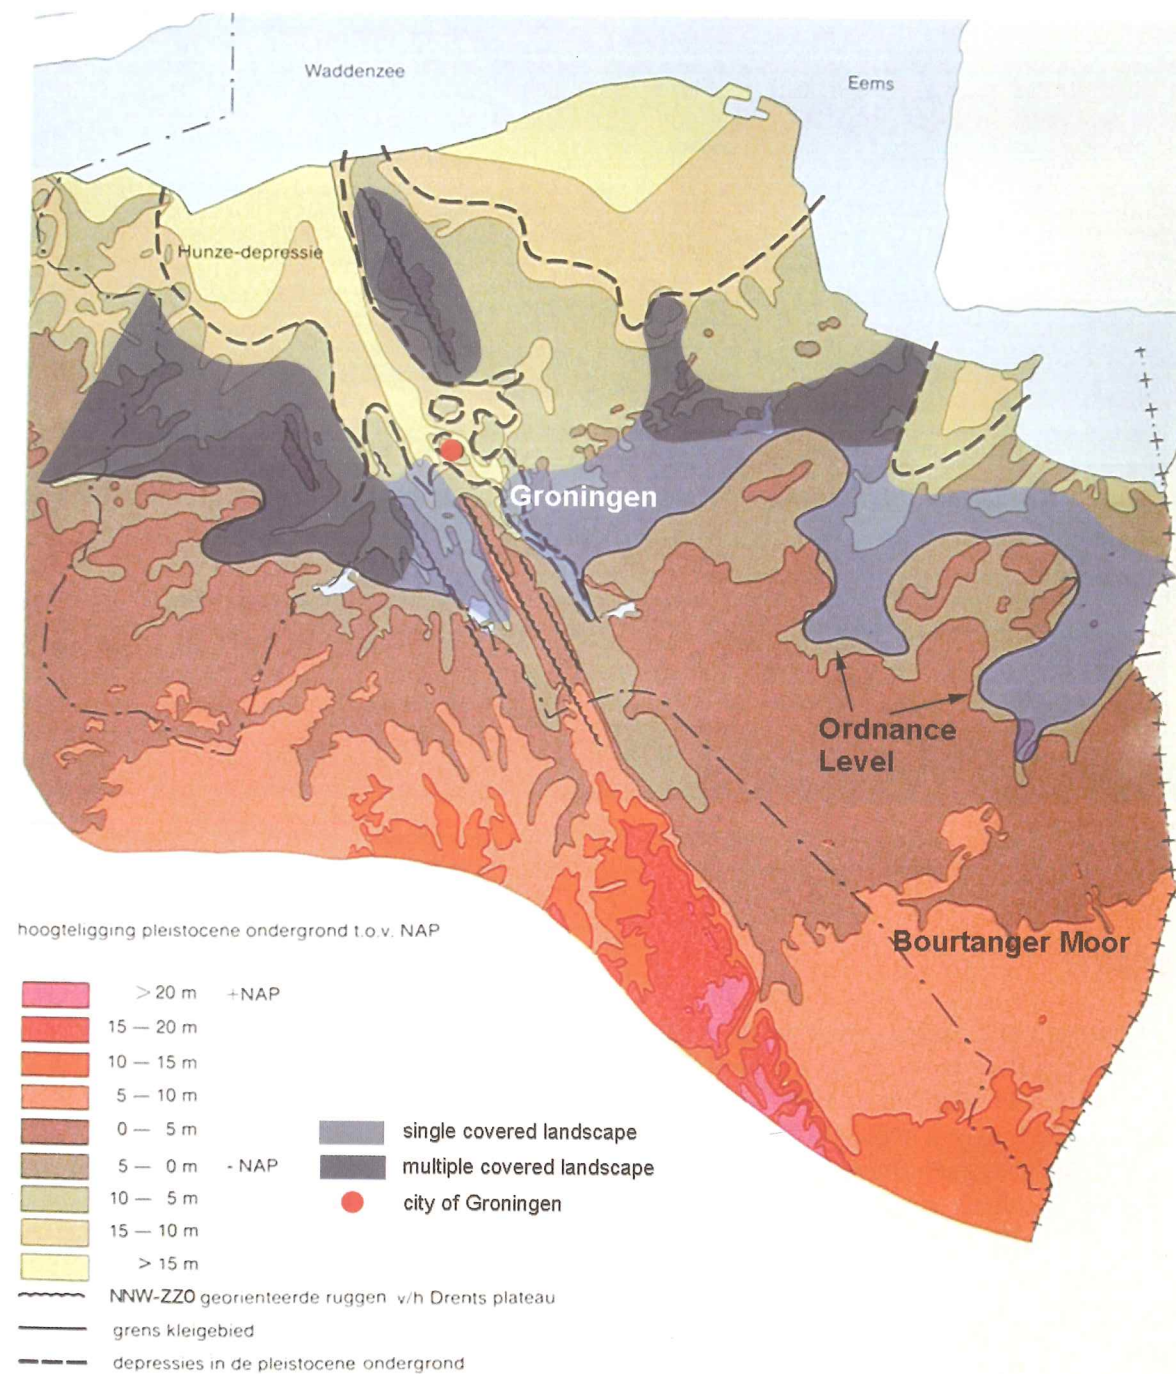 Waddenzee
Eems
Hunze-depressie
Groningen
Ordnance
Level
Bourtanger Moor
hoogteligging pleistocene ondergrond t.o.v. NAP
> 20 m +NAP
15 — 20 m
10 — 15 m
5 — 10 m
0 — 5 m
5 — 0 m - NAP
10 — 5 m
15 — 10 m
> 15 m
single covered landscape
multiple covered landscape
city of Groningen
NNW-ZZO georienteerde ruggen v/h Drents plateau
grens kleigebied
depressies in de pleistocene ondergrond